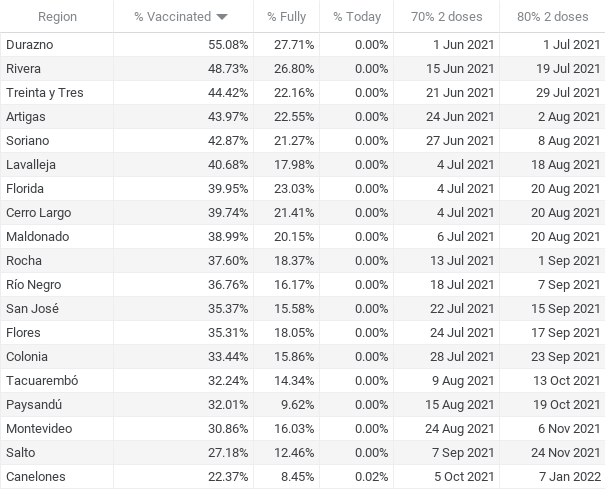 Region % Vaccinated % Fully % Today 70% 2 doses 80% 2 doses
Durazno 55.08% 27.71% 0.00% 1 Jun 2021 1 Jul 2021
Rivera 48.73% 26.80% 0.00% 15 Jun 2021 19 Jul 2021
Treinta y Tres 44.42% 22.16% 0.00% 21 Jun 2021 29 Jul 2021
Artigas 43.97% 22.55% 0.00% 24 Jun 2021 2 Aug 2021
Soriano 42.87% 21.27% 0.00% 27 Jun 2021 8 Aug 2021
Lavalleja 40.68% 17.98% 0.00% 4 Jul 2021 18 Aug 2021
Florida 39.95% 23.03% 0.00% 4 Jul 2021 20 Aug 2021
Cerro Largo 39.74% 21.41% 0.00% 4 Jul 2021 20 Aug 2021
Maldonado 38.99% 20.15% 0.00% 6 Jul 2021 20 Aug 2021
Rocha 37.60% 18.37% 0.00% 13 Jul 2021 1 Sep 2021
Río Negro 36.76% 16.17% 0.00% 18 Jul 2021 7 Sep 2021
San José 35.37% 15.58% 0.00% 22 Jul 2021 15 Sep 2021
Flores 35.31% 18.05% 0.00% 24 Jul 2021 17 Sep 2021
Colonia 33.44% 15.86% 0.00% 28 Jul 2021 23 Sep 2021
Tacuarembó 32.24% 14.34% 0.00% 9 Aug 2021 13 Oct 2021
Paysandú 32.01% 9.62% 0.00% 15 Aug 2021 19 Oct 2021
Montevideo 30.86% 16.03% 0.00% 24 Aug 2021 6 Nov 2021
Salto 27.18% 12.46% 0.00% 7 Sep 2021 24 Nov 2021
Canelones 22.37% 8.45% 0.02% 5 Oct 2021 7 Jan 2022